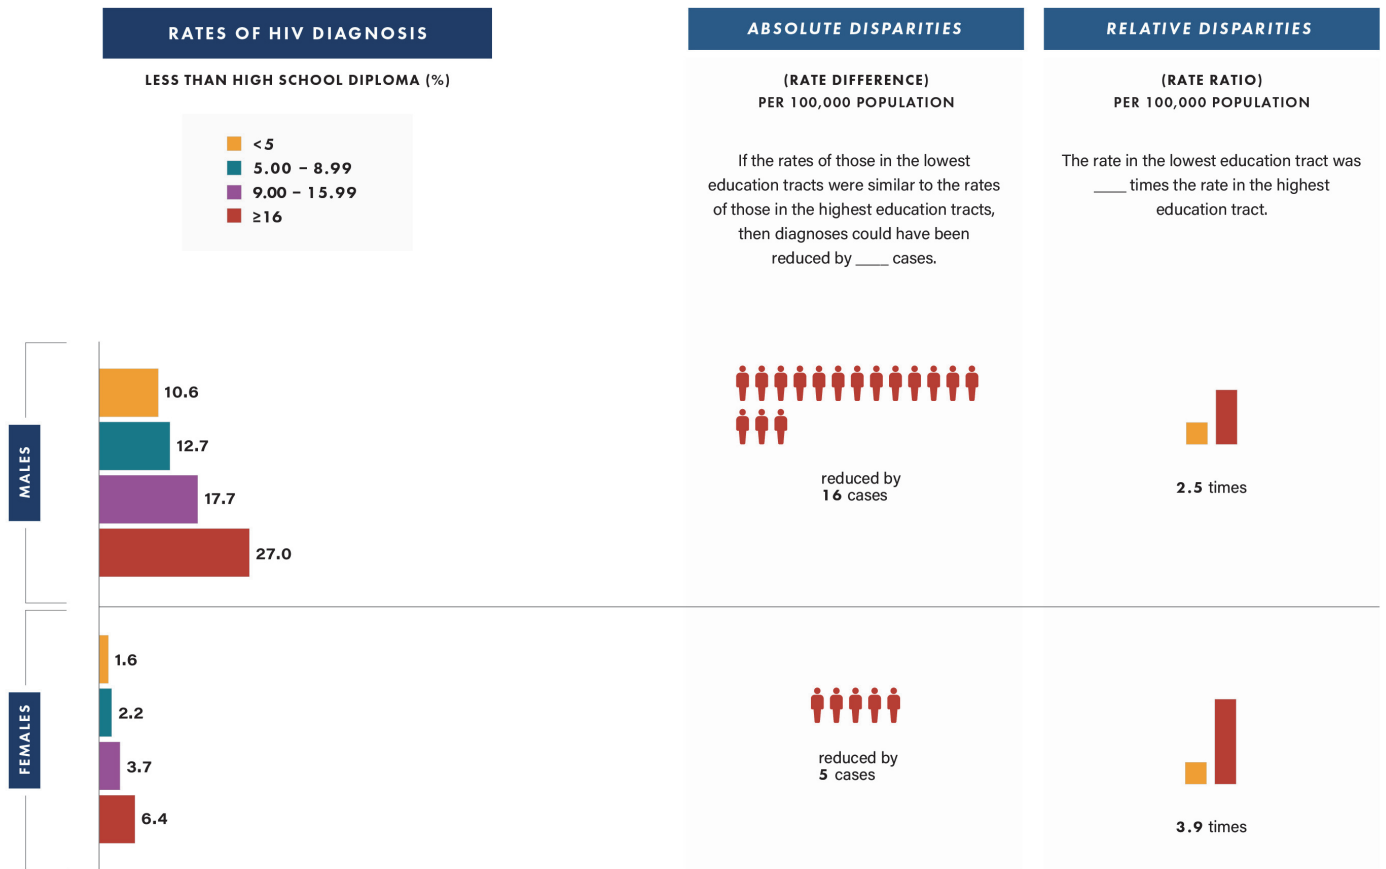 RATES OF HIV DIAGNOSIS
LESS THAN HIGH SCHOOL DIPLOMA (%)
<5
5.00 – 8.99
9.00 – 15.99
≥16
ABSOLUTE DISPARITIES
(RATE DIFFERENCE)
PER 100,000 POPULATION
If the rates of those in the lowest
education tracts were similar to the rates
of those in the highest education tracts,
then diagnoses could have been
reduced by ____ cases.
RELATIVE DISPARITIES
(RATE RATIO)
PER 100,000 POPULATION
The rate in the lowest education tract was
____ times the rate in the highest
education tract.
MALES
10.6
12.7
17.7
27.0
reduced by
16 cases
2.5 times
FEMALES
1.6
2.2
3.7
6.4
reduced by
5 cases
3.9 times